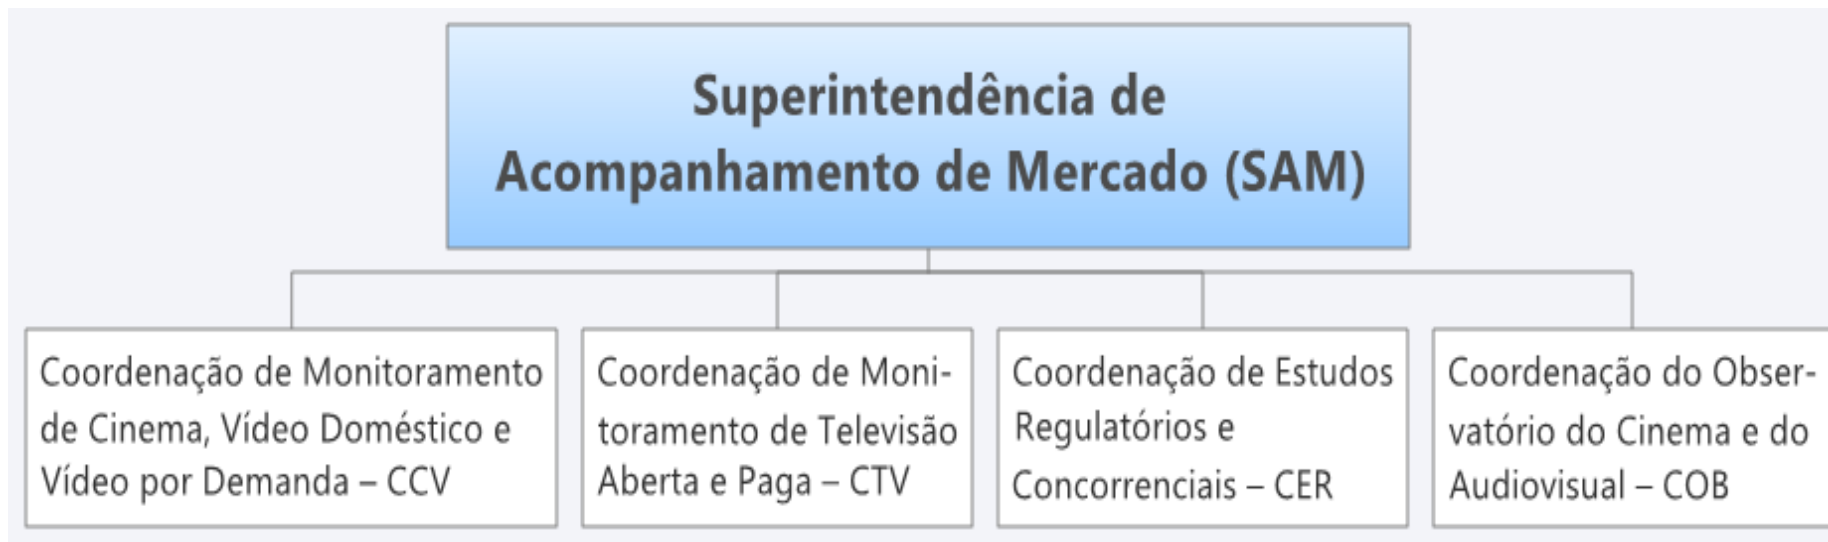 Superintendência de
Acompanhamento de Mercado (SAM)
Coordenação de Monitoramento
de Cinema, Vídeo Doméstico e
Vídeo por Demanda – CCV
Coordenação de Moni-
toramento de Televisão
Aberta e Paga – CTV
Coordenação de Estudos
Regulatórios e
Concorrenciais – CER
Coordenação do Obser-
vatório do Cinema e do
Audiovisual – COB